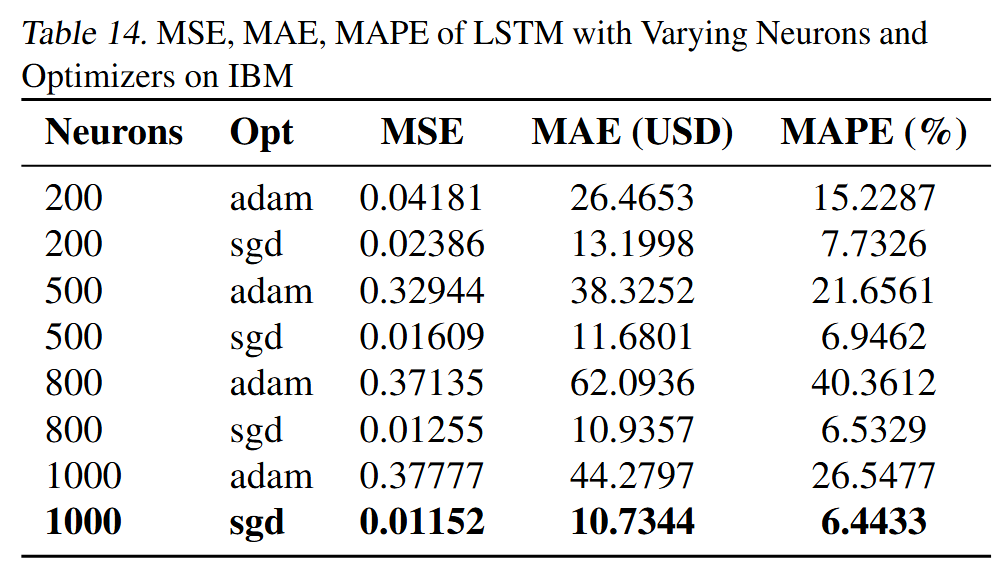 Table 14. MSE, MAE, MAPE of LSTM with Varying Neurons and
Optimizers on IBM
Neurons Opt MSE MAE (USD) MAPE (%)
200 adam 0.04181 26.4653 15.2287
200 sgd 0.02386 13.1998 7.7326
500 adam 0.32944 38.3252 21.6561
500 sgd 0.01609 11.6801 6.9462
800 adam 0.37135 62.0936 40.3612
800 sgd 0.01255 10.9357 6.5329
1000 adam 0.37777 44.2797 26.5477
1000 sgd 0.01152 10.7344 6.4433